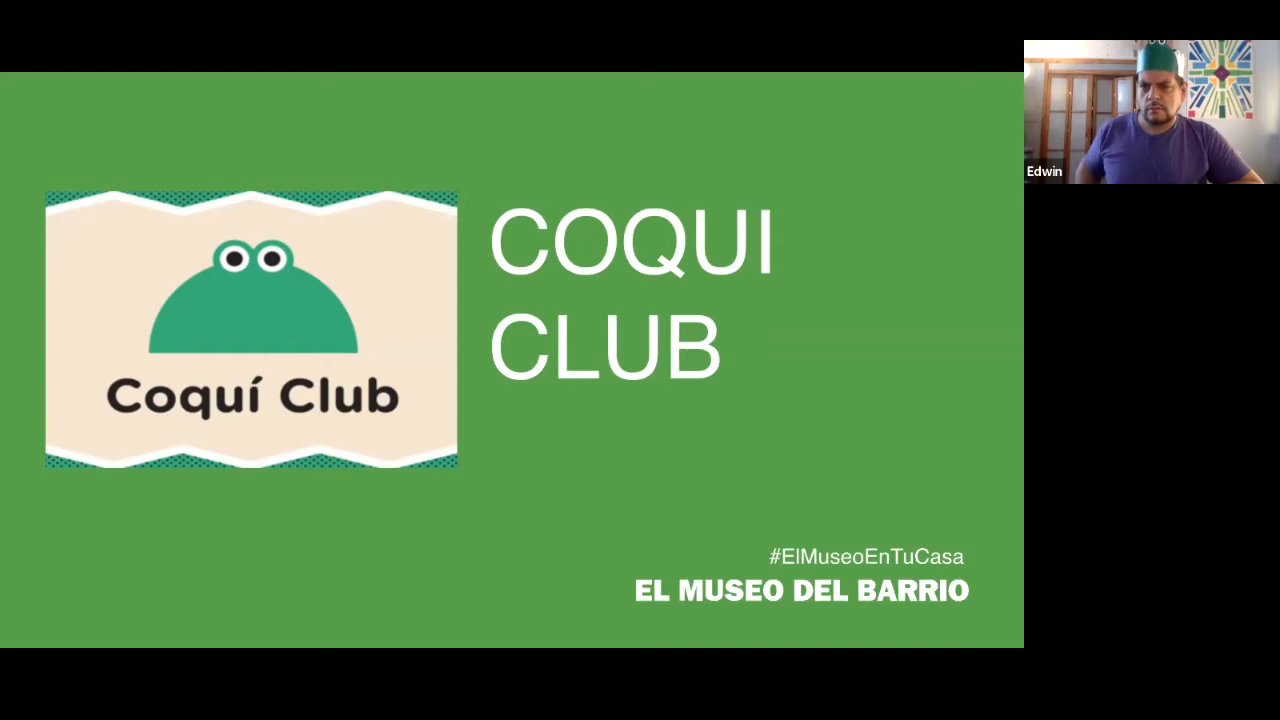 COQUI
CLUB
Coquí Club
#ElMuseoEnTuCasa
EL MUSEO DEL BARRIO
Edwin